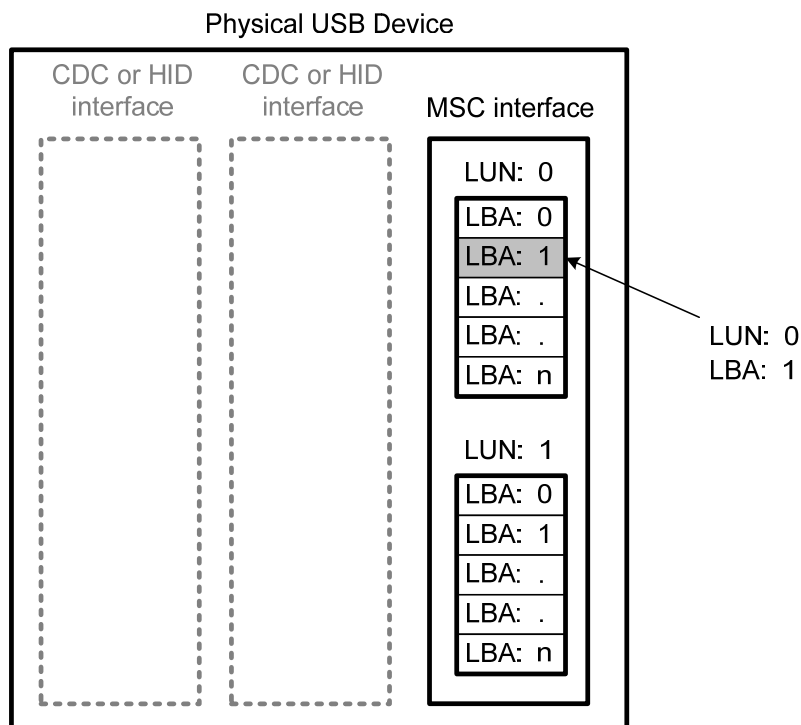 Physical USB Device
CDC or HID
interface
CDC or HID
interface
MSC interface
LUN: 0
LBA: 0
LBA: 1
LBA: .
LBA: .
LBA: n
LUN: 0
LBA: 1
LUN: 1
LBA: 0
LBA: 1
LBA: .
LBA: .
LBA: n